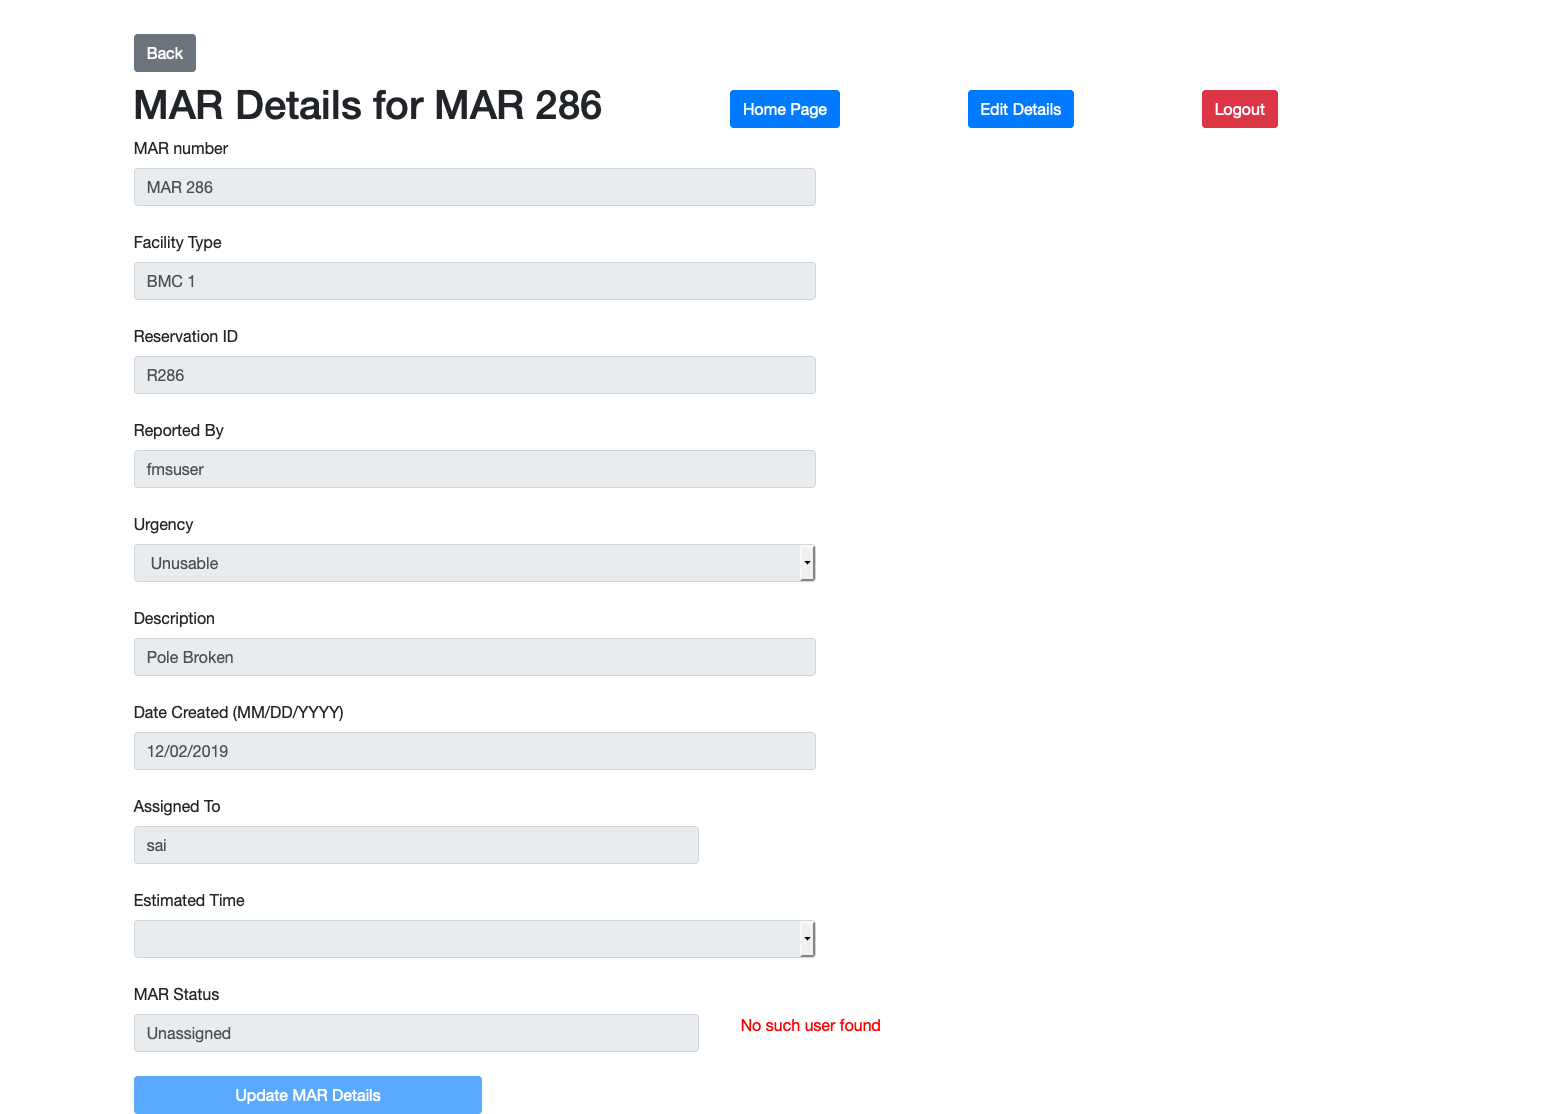 Back
MAR Details for MAR 286
Home Page
Edit Details
Logout
MAR number
MAR 286
Facility Type
BMC 1
Reservation ID
R286
Reported By
fmsuser
Urgency
Unusable
Description
Pole Broken
Date Created (MM/DD/YYYY)
12/02/2019
Assigned To
sai
Estimated Time
MAR Status
Unassigned
No such user found
Update MAR Details